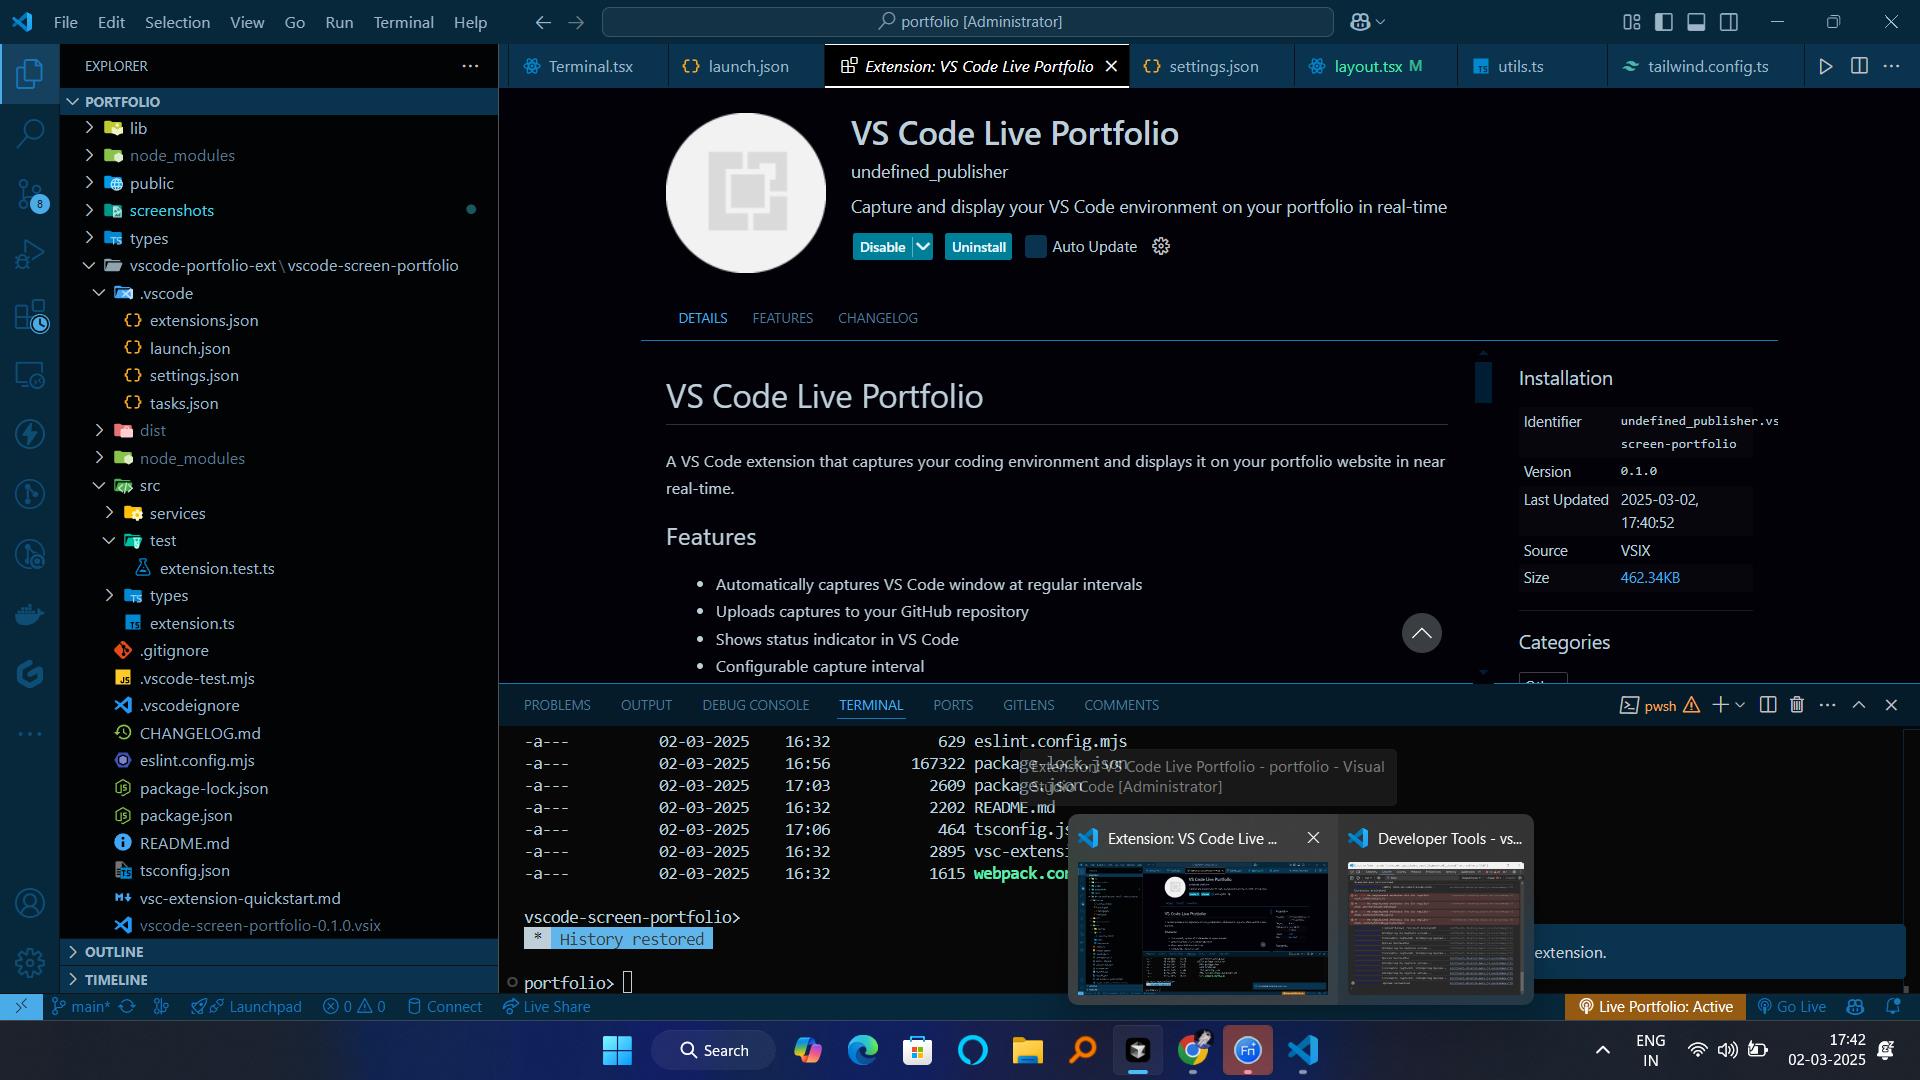 File Edit Selection View Go Run Terminal Help
portfolio [Administrator]
EXPLORER
PORTFOLIO
lib
node_modules
public
screenshots
types
vscode-portfolio-ext\vscode-screen-portfolio
.vscode
extensions.json
launch.json
settings.json
tasks.json
dist
node_modules
src
services
test
extension.test.ts
types
extension.ts
.gitignore
.vscode-test.mjs
.vscodeignore
CHANGELOG.md
eslint.config.mjs
package-lock.json
package.json
README.md
tsconfig.json
vsc-extension-quickstart.md
vscode-screen-portfolio-0.1.0.vsix
OUTLINE
TIMELINE
8
Terminal.tsx
launch.json
Extension: VS Code Live Portfolio
settings.json
layout.tsx M
utils.ts
tailwind.config.ts
VS Code Live Portfolio
undefined_publisher
Capture and display your VS Code environment on your portfolio in real-time
Disable
Uninstall
Auto Update
DETAILS FEATURES CHANGELOG
VS Code Live Portfolio
A VS Code extension that captures your coding environment and displays it on your portfolio website in near
real-time.
Features
• Automatically captures VS Code window at regular intervals
• Uploads captures to your GitHub repository
• Shows status indicator in VS Code
• Configurable capture interval
Installation
Identifier undefined_publisher.vs
screen-portfolio
Version 0.1.0
Last Updated 2025-03-02,
17:40:52
Source VSIX
Size 462.34KB
Categories
PROBLEMS OUTPUT DEBUG CONSOLE TERMINAL PORTS GITLENS COMMENTS
pwsh
-a--- 02-03-2025 16:32 629 eslint.config.mjs
-a--- 02-03-2025 16:56 167322 package-lock.json
-a--- 02-03-2025 17:03 2609 package.json
-a--- 02-03-2025 16:32 2202 README.md
-a--- 02-03-2025 17:06 464 tsconfig.js
-a--- 02-03-2025 16:32 2895 vsc-extensi
-a--- 02-03-2025 16:32 1615 webpack.con
vscode-screen-portfolio>
* History restored
portfolio>
Extension: VS Code Live Portfolio - portfolio - Visual
Studio Code [Administrator]
Extension: VS Code Live ...
Developer Tools - vs...
extension.
main* Launchpad 0 0 Connect Live Share
Live Portfolio: Active
Go Live
Search
Fn
ENG
IN
17:42
02-03-2025